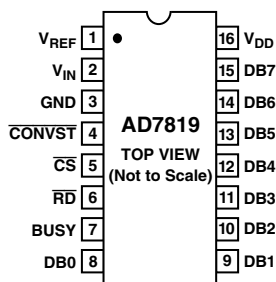 VREF 1
VIN 2
GND 3
CONVST 4
CS 5
RD 6
BUSY 7
DB0 8
AD7819
TOP VIEW
(Not to Scale)
16 VDD
15 DB7
14 DB6
13 DB5
12 DB4
11 DB3
10 DB2
9 DB1